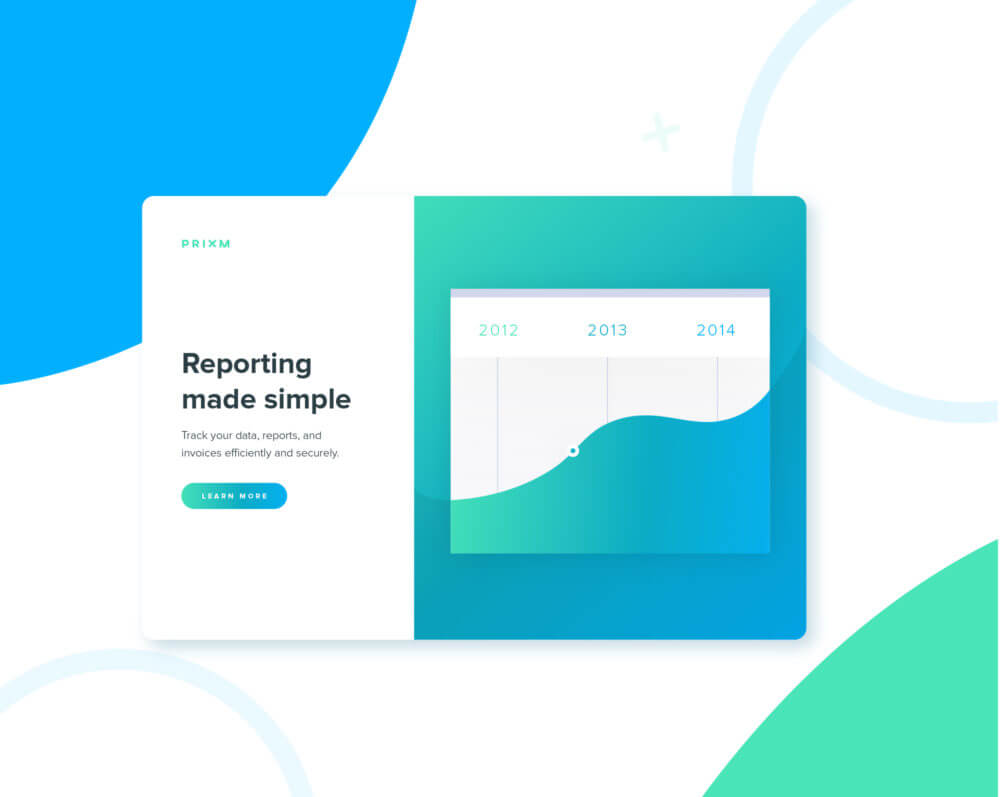 PRIXM
Reporting
made simple
Track your data, reports, and
invoices efficiently and securely.
LEARN MORE
2012 2013 2014